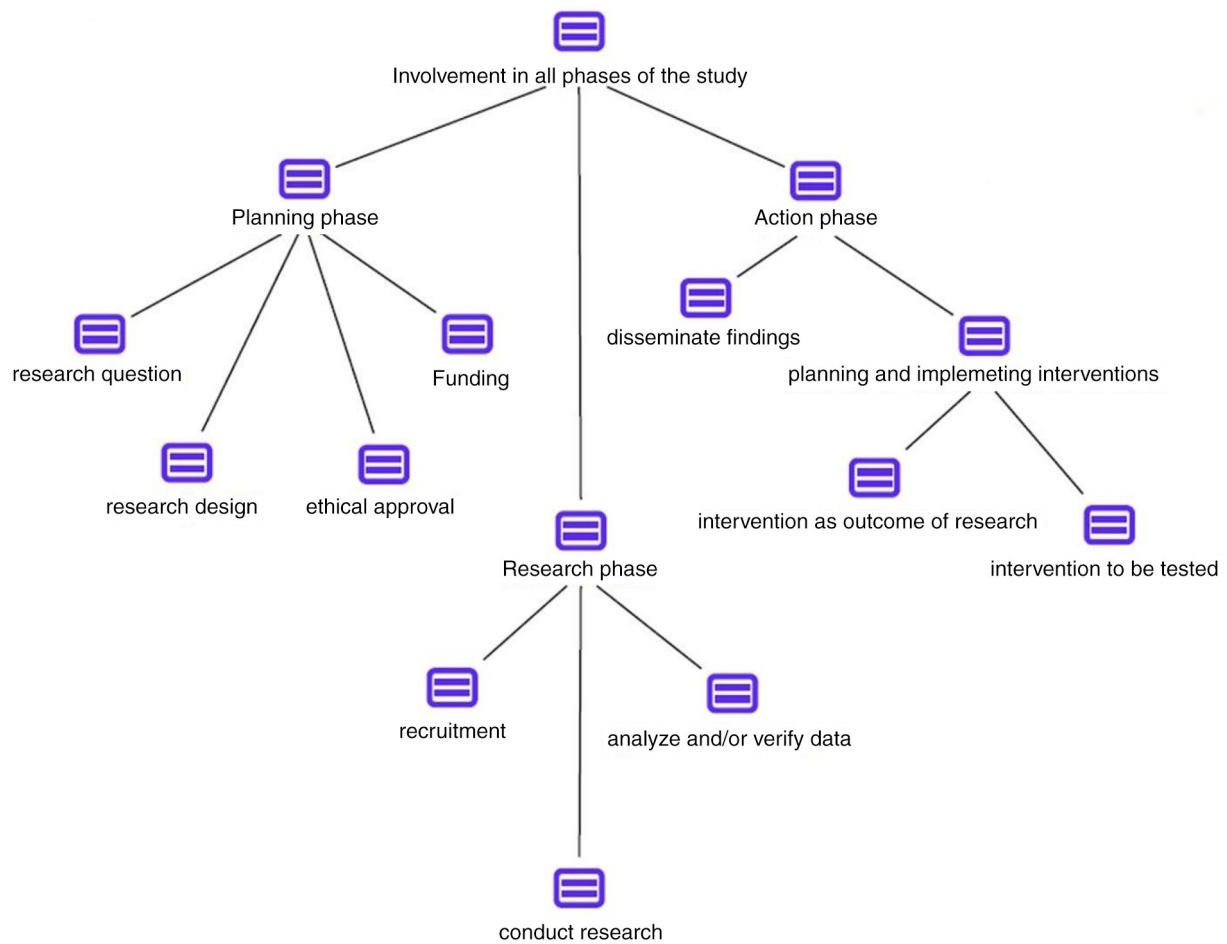 Involvement in all phases of the study
Planning phase
Action phase
disseminate findings
research question
Funding
planning and implemeting interventions
research design
ethical approval
intervention as outcome of research
Research phase
intervention to be tested
recruitment
analyze and/or verify data
conduct research